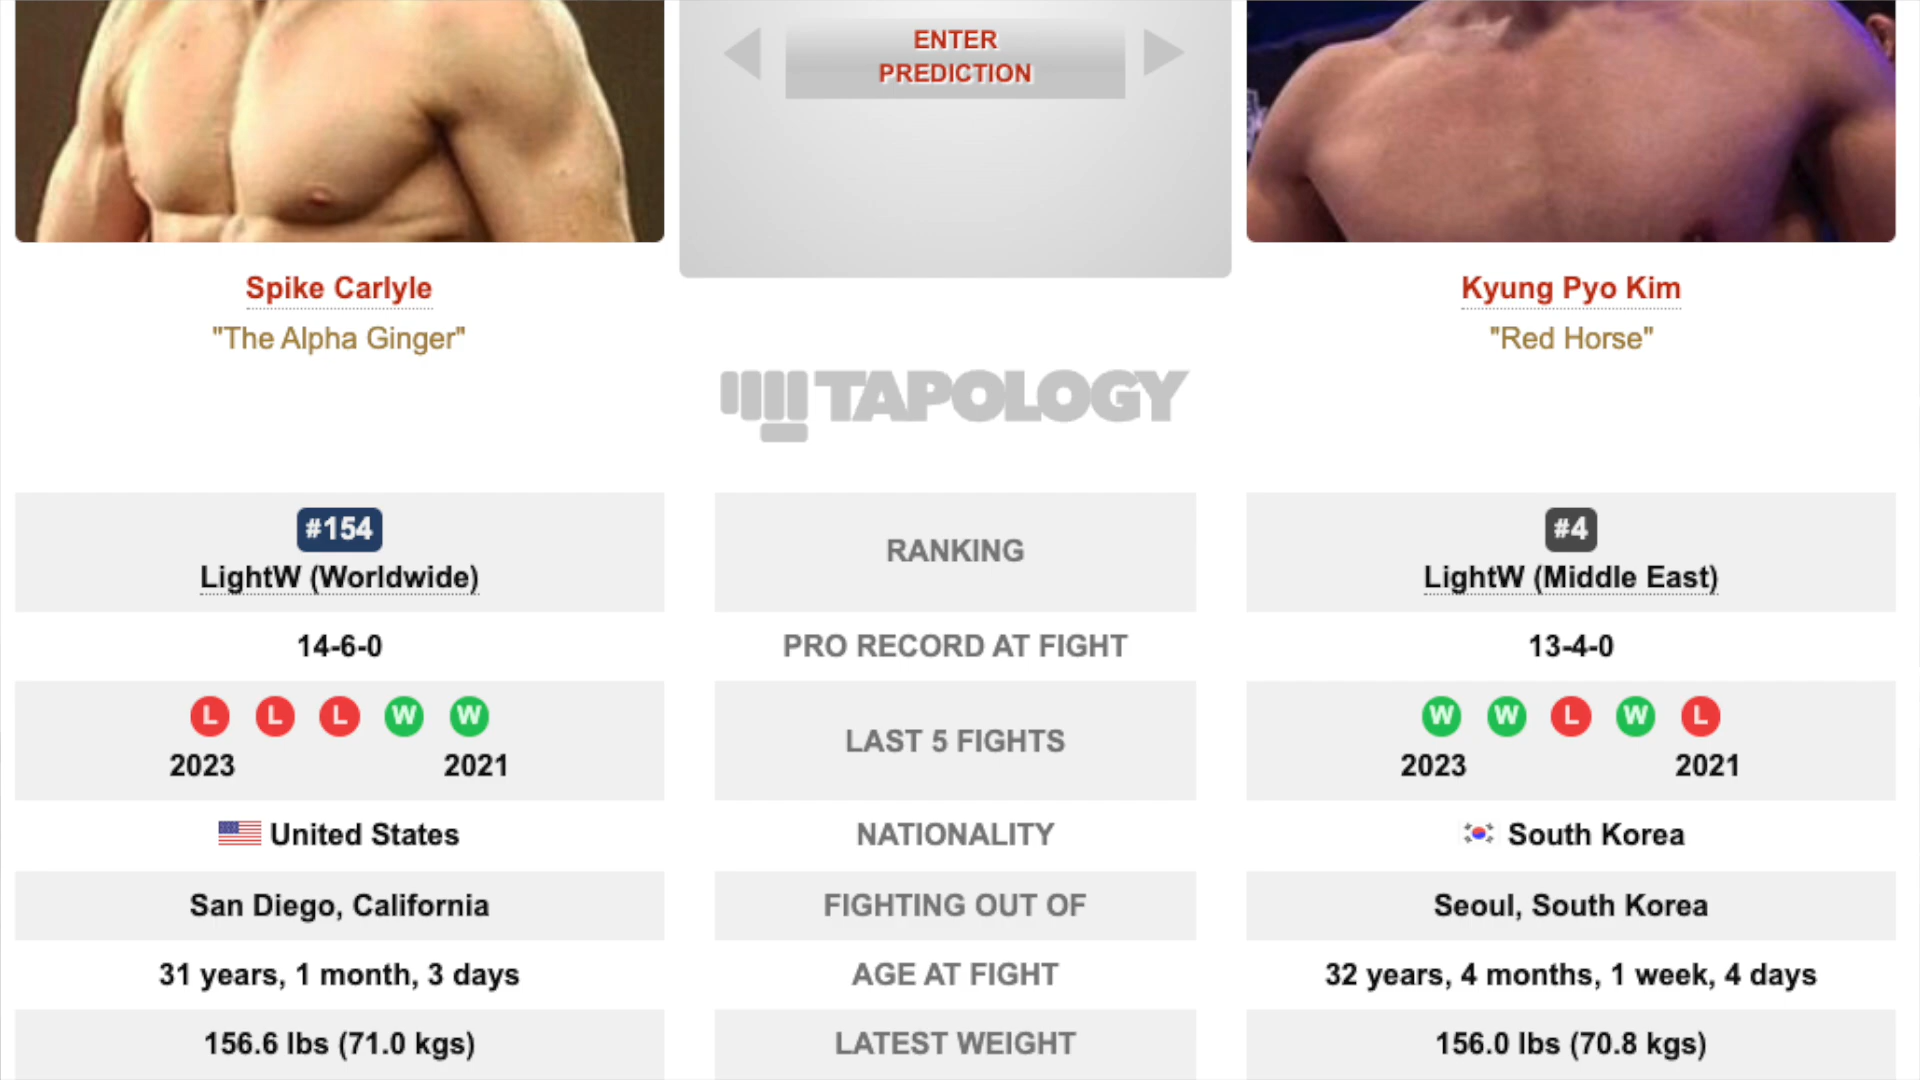 ENTER
PREDICTION
Spike Carlyle
Kyung Pyo Kim
"The Alpha Ginger"
"Red Horse"
TAPOLOGY
#154
LightW (Worldwide)
RANKING
#4
LightW (Middle East)
14-6-0
PRO RECORD AT FIGHT
13-4-0
L L L W W
2023 2021
LAST 5 FIGHTS
W W L W L
2023 2021
United States
NATIONALITY
South Korea
San Diego, California
FIGHTING OUT OF
Seoul, South Korea
31 years, 1 month, 3 days
AGE AT FIGHT
32 years, 4 months, 1 week, 4 days
156.6 lbs (71.0 kgs)
LATEST WEIGHT
156.0 lbs (70.8 kgs)